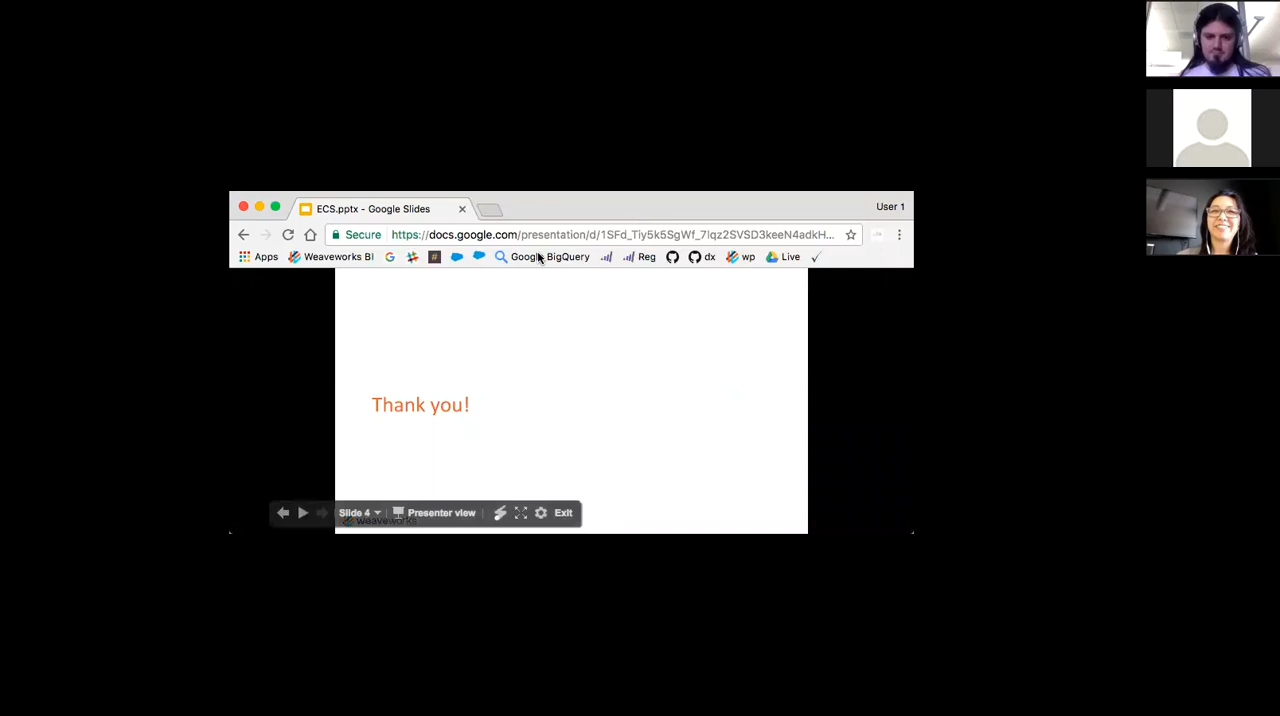 ECS.pptx - Google Slides
User 1
Secure https://docs.google.com/presentation/d/1SFd_Tiy5k5SgWf_7lqz2SVSD3keeN4adkH...
Apps Weaveworks BI Google BigQuery Reg dx wp Live
Thank you!
Slide 4 Presenter view Exit
weaveworks